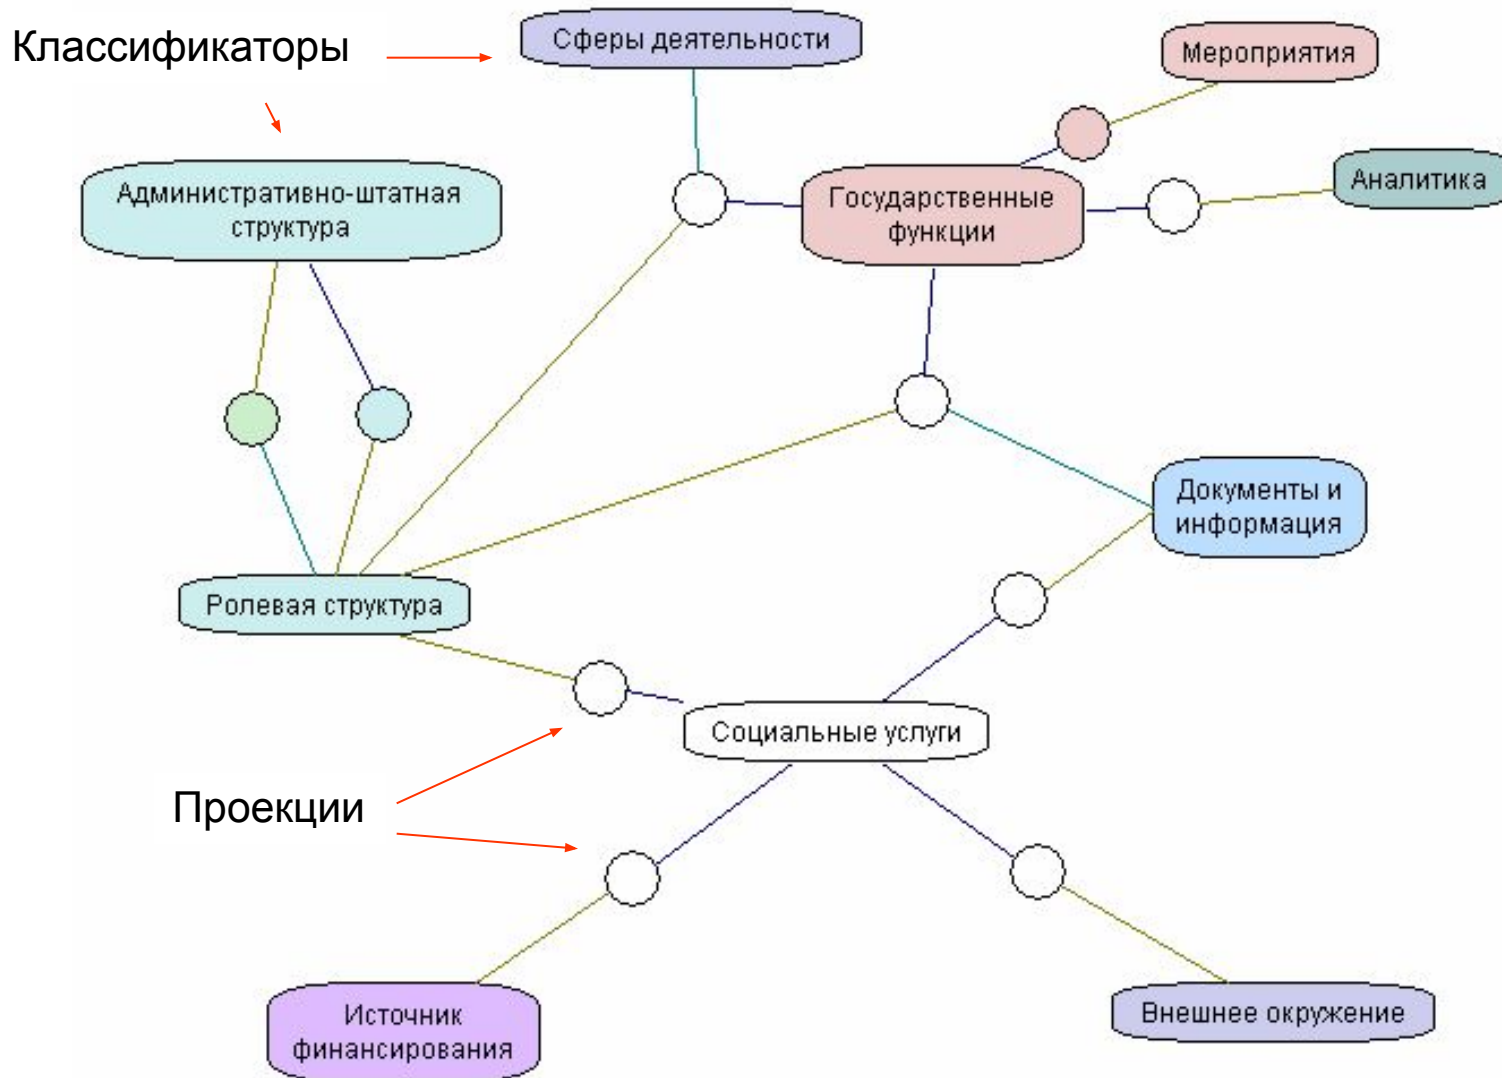 Классификаторы
Сферы деятельности
Мероприятия
Административно-штатная
структура
Государственные
функции
Аналитика
Документы и
информация
Ролевая структура
Социальные услуги
Проекции
Источник
финансирования
Внешнее окружение